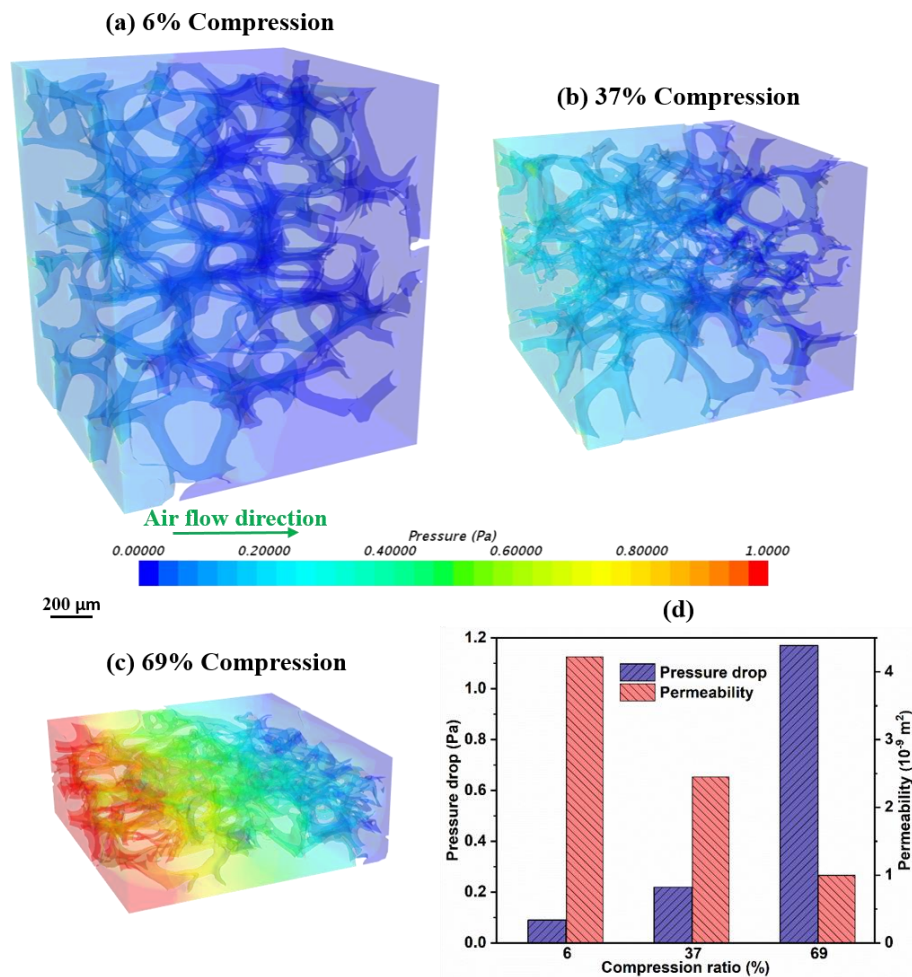 (a) 6% Compression
(b) 37% Compression
Air flow direction
Pressure (Pa)
0.00000 0.20000 0.40000 0.60000 0.80000 1.0000
200 µm
(c) 69% Compression
(d)
Pressure drop
Permeability
Pressure drop (Pa)
1.2
1.0
0.8
0.6
0.4
0.2
0.0
Permeability (10⁻⁹ m²)
4
3
2
1
0
6 37 69
Compression ratio (%)